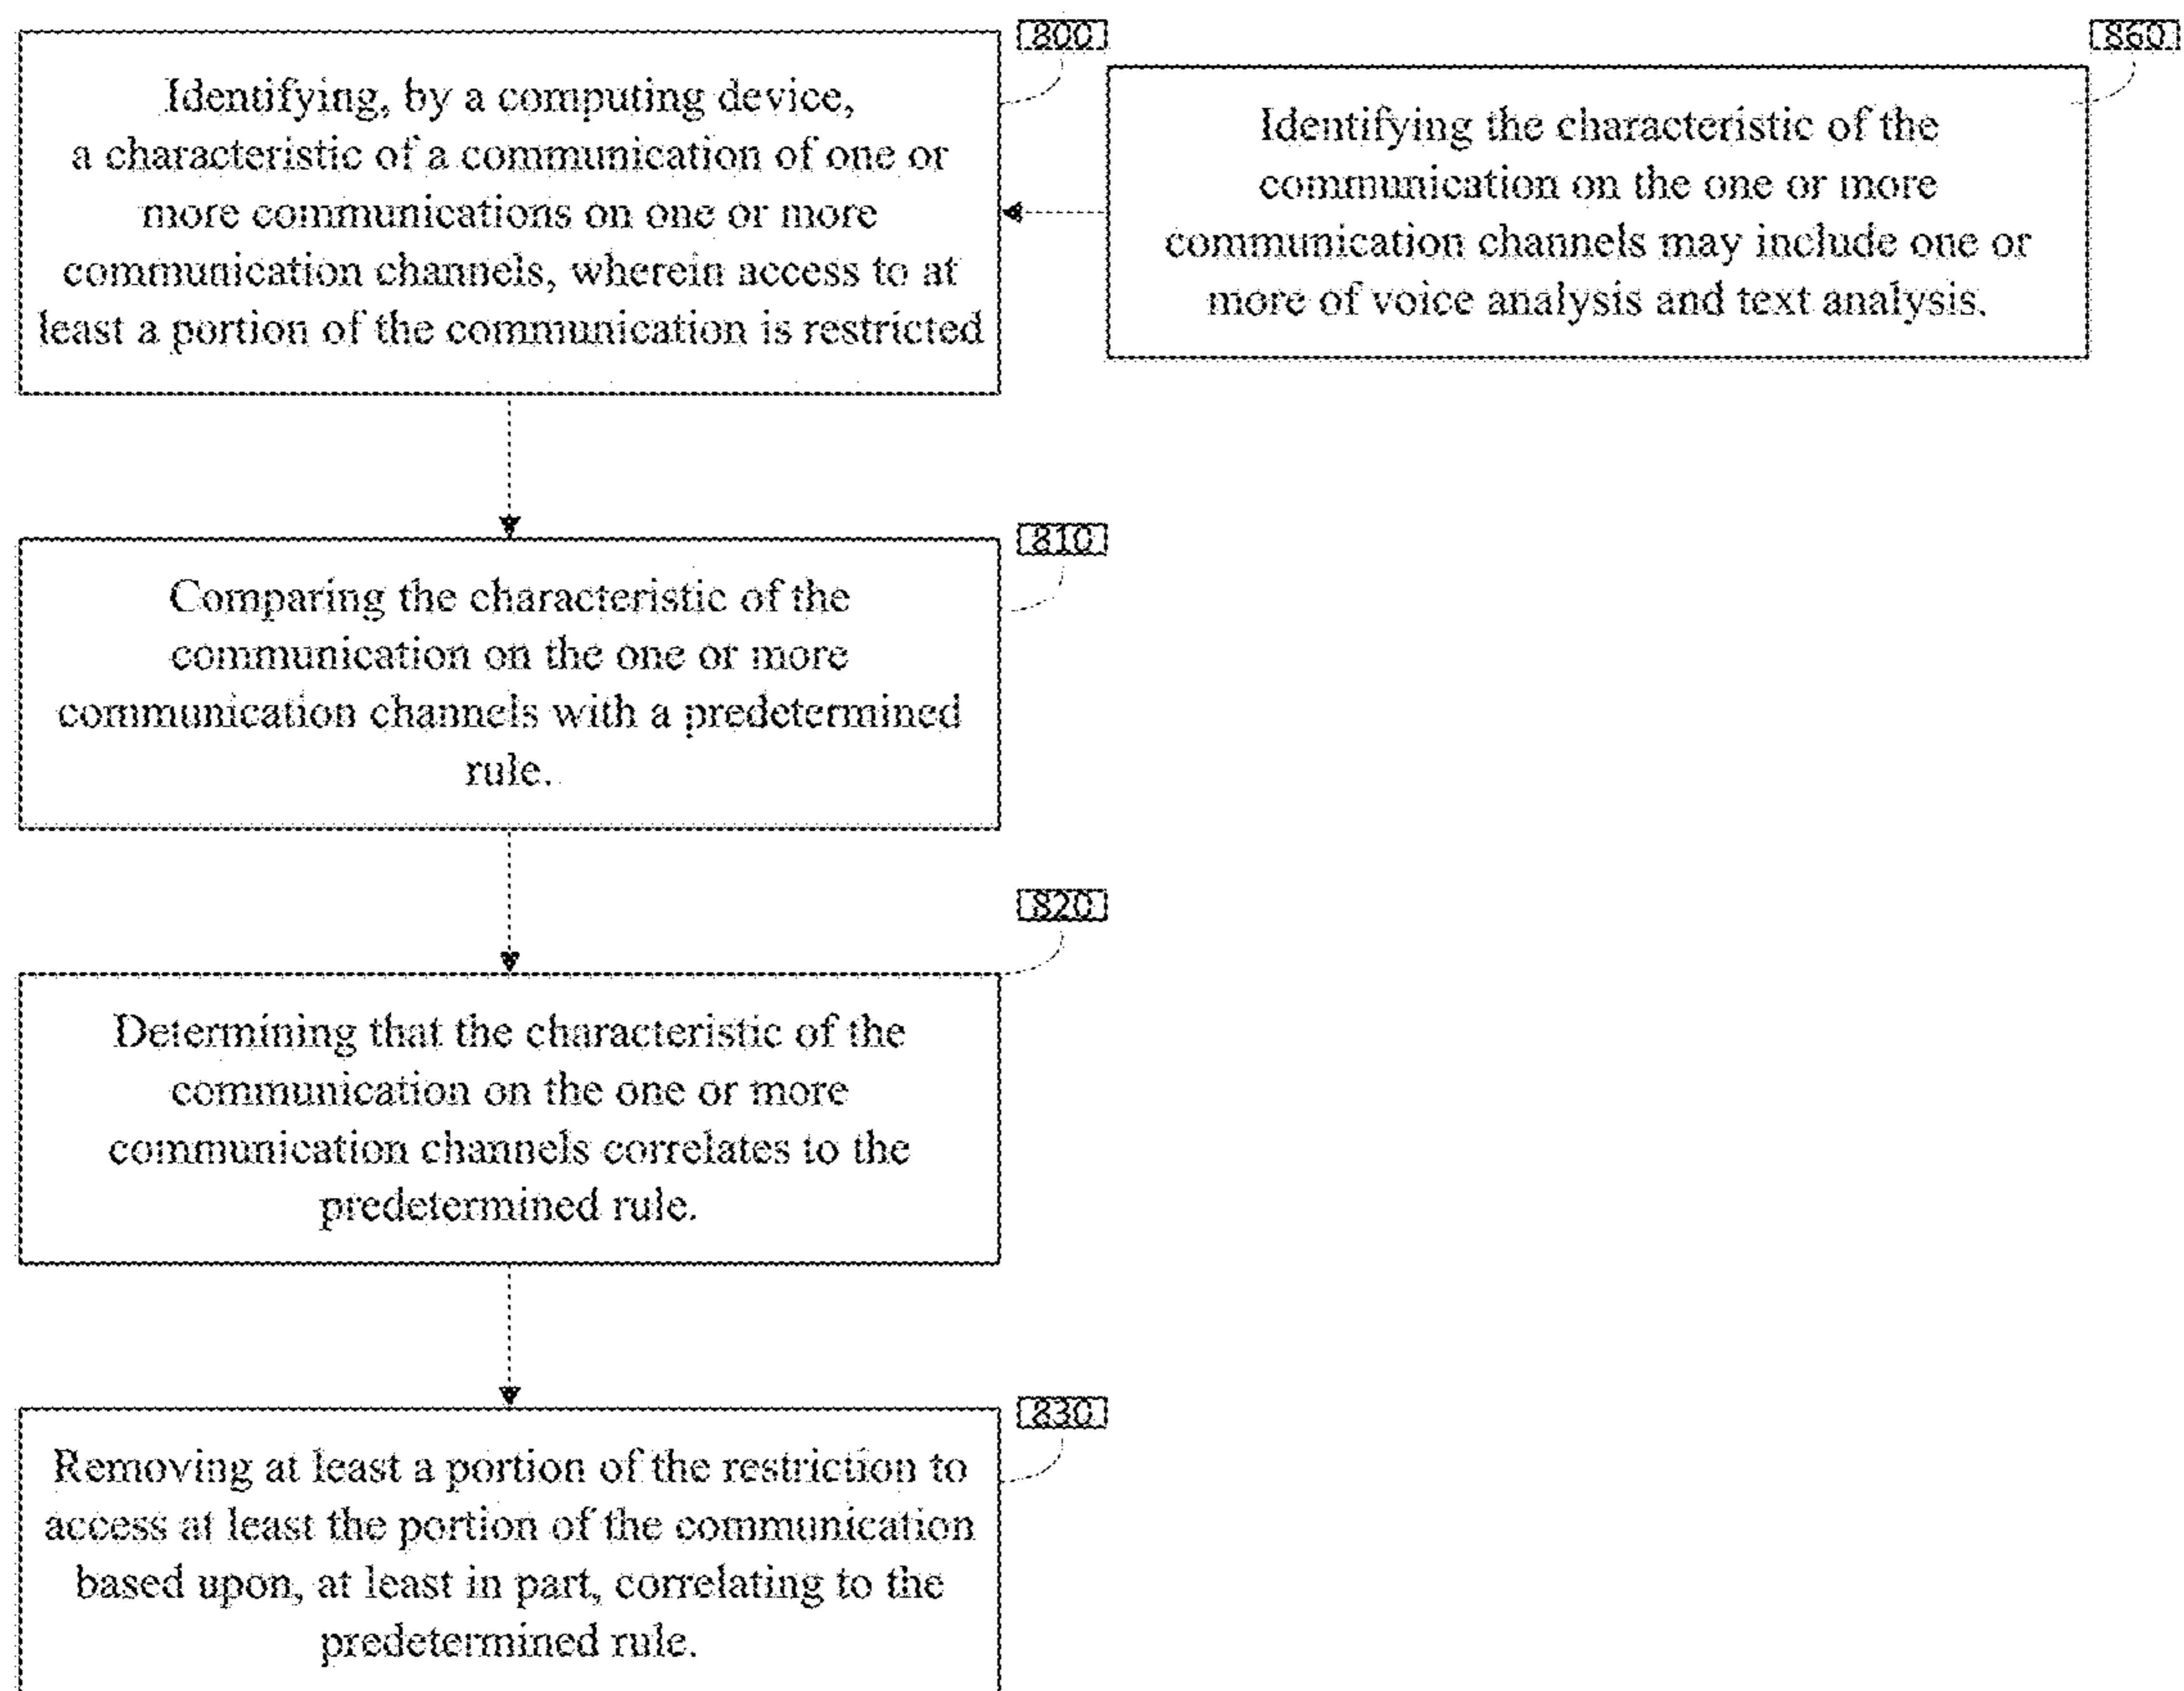 800
Identifying, by a computing device,
a characteristic of a communication of one or
more communications on one or more
communication channels, wherein access to at
least a portion of the communication is restricted
860
Identifying the characteristic of the
communication on the one or more
communication channels may include one or
more of voice analysis and text analysis.
810
Comparing the characteristic of the
communication on the one or more
communication channels with a predetermined
rule.
820
Determining that the characteristic of the
communication on the one or more
communication channels correlates to the
predetermined rule.
830
Removing at least a portion of the restriction to
access at least the portion of the communication
based upon, at least in part, correlating to the
predetermined rule.